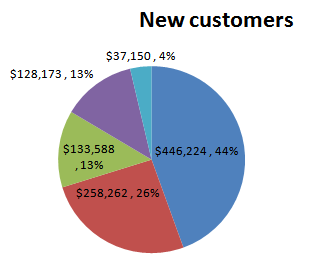 New customers
$37,150 , 4%
$128,173 , 13%
$133,588
, 13%
$446,224 , 44%
$258,262 , 26%